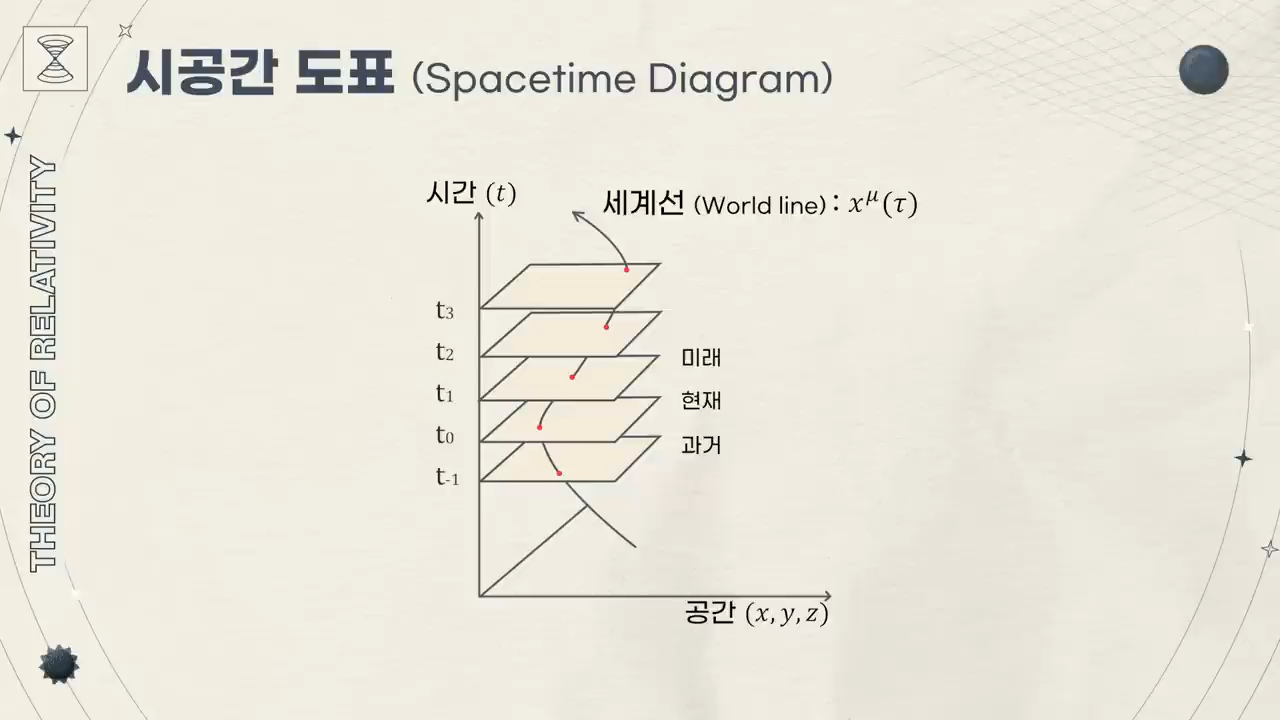 시공간 도표 (Spacetime Diagram)
THEORY OF RELATIVITY
시간 (t)
세계선 (World line) : x^μ(τ)
t₃
t₂
미래
t₁
현재
t₀
과거
t₋₁
공간 (x, y, z)